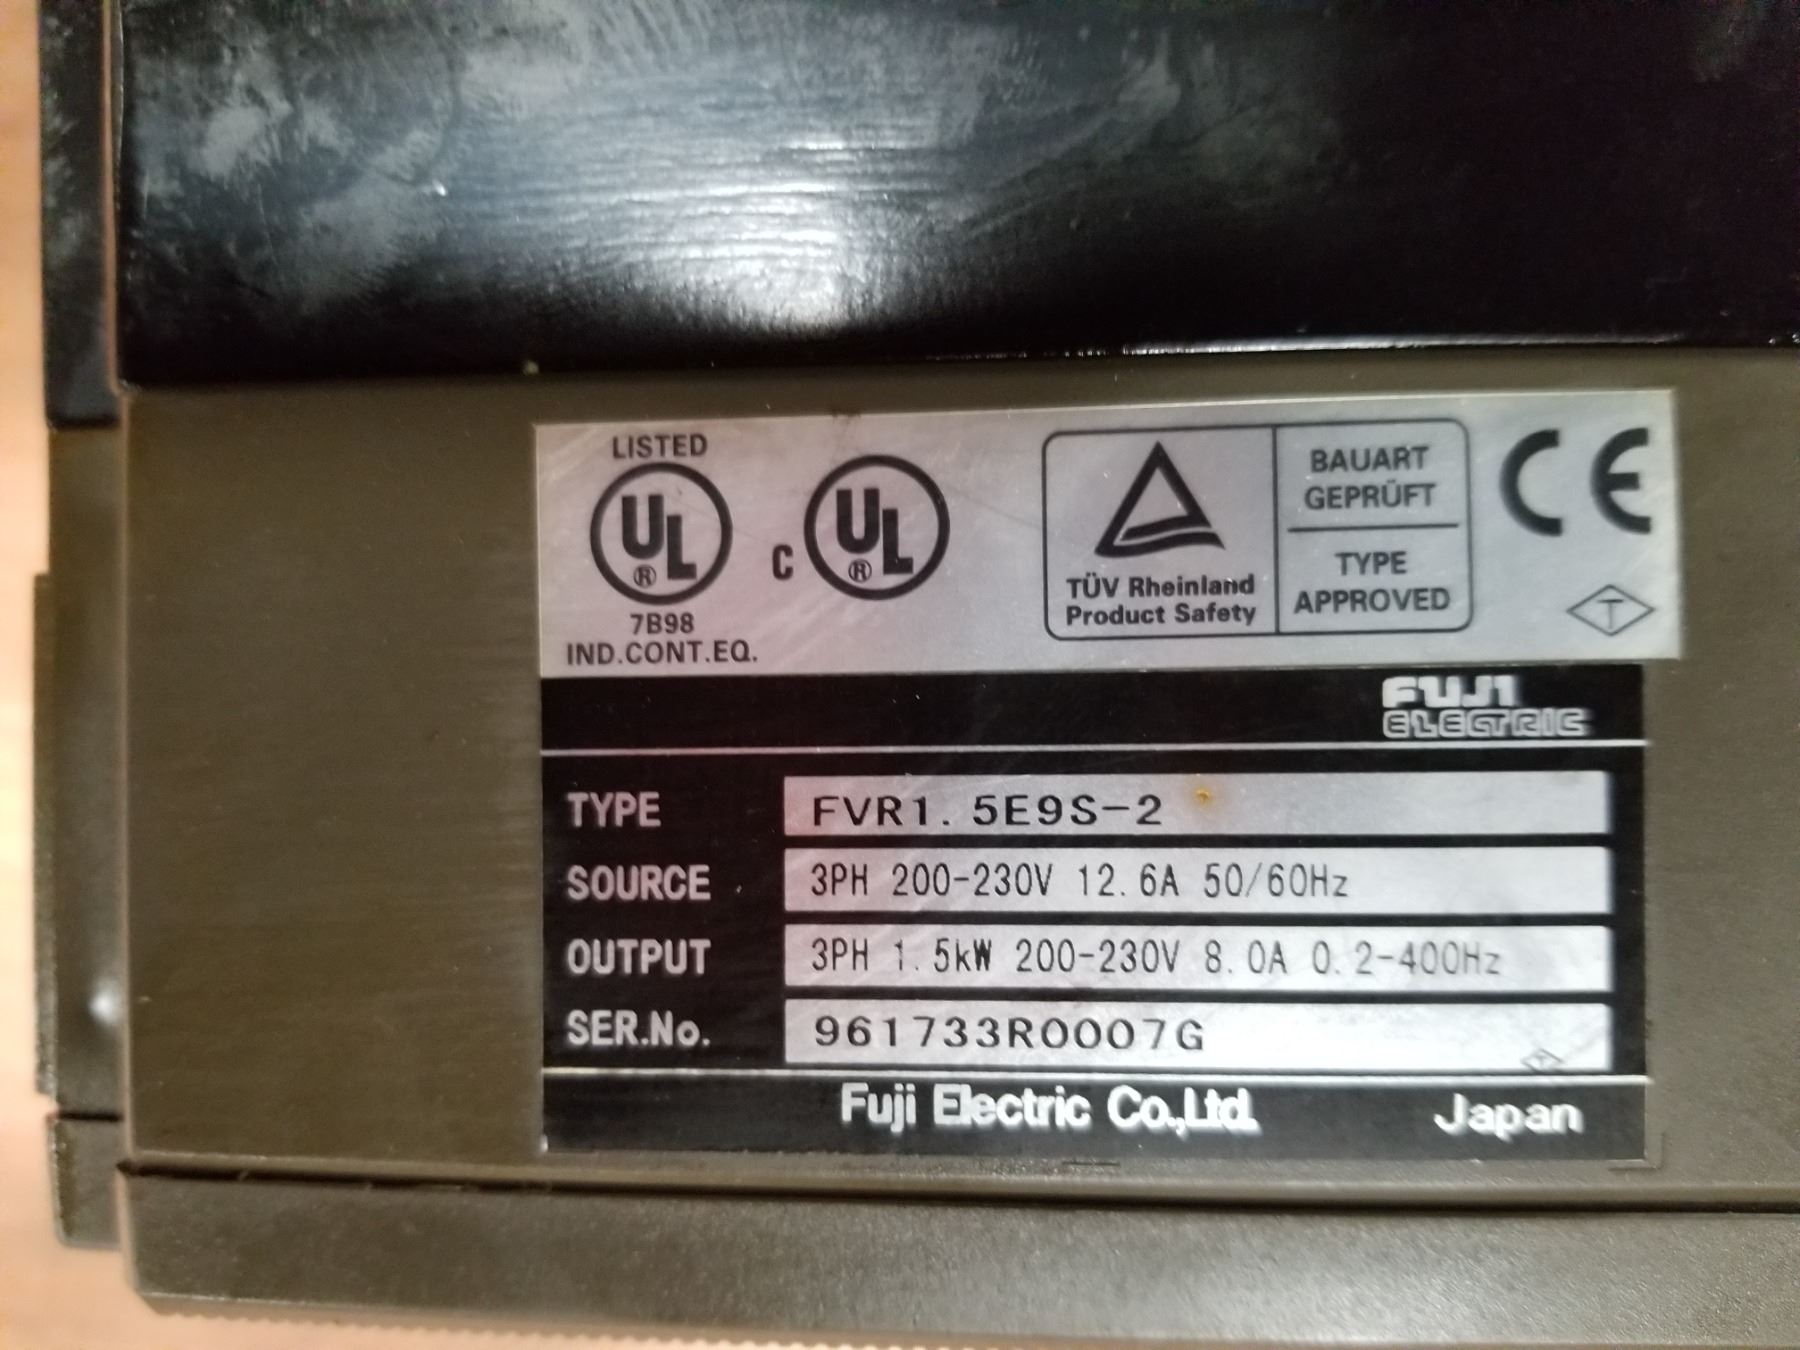 LISTED
UL ®
7B98
IND.CONT.EQ.
C UL ®
TÜV Rheinland
Product Safety
BAUART
GEPRÜFT
TYPE
APPROVED
CE
T
FUJI
ELECTRIC
TYPE FVR1.5E9S-2
SOURCE 3PH 200-230V 12.6A 50/60Hz
OUTPUT 3PH 1.5kW 200-230V 8.0A 0.2-400Hz
SER.No. 961733R0007G
Fuji Electric Co.,Ltd. Japan